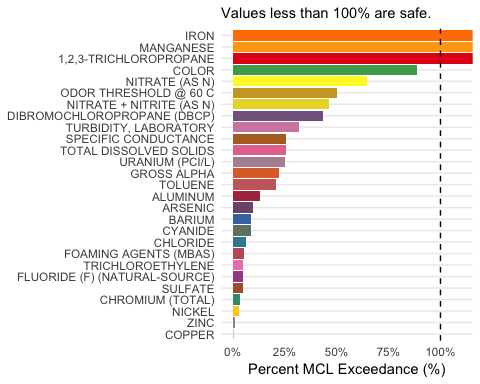 Values less than 100% are safe.
IRON
MANGANESE
1,2,3-TRICHLOROPROPANE
COLOR
NITRATE (AS N)
ODOR THRESHOLD @ 60 C
NITRATE + NITRITE (AS N)
DIBROMOCHLOROPROPANE (DBCP)
TURBIDITY, LABORATORY
SPECIFIC CONDUCTANCE
TOTAL DISSOLVED SOLIDS
URANIUM (PCI/L)
GROSS ALPHA
TOLUENE
ALUMINUM
ARSENIC
BARIUM
CYANIDE
CHLORIDE
FOAMING AGENTS (MBAS)
TRICHLOROETHYLENE
FLUORIDE (F) (NATURAL-SOURCE)
SULFATE
CHROMIUM (TOTAL)
NICKEL
ZINC
COPPER
0% 25% 50% 75% 100%
Percent MCL Exceedance (%)